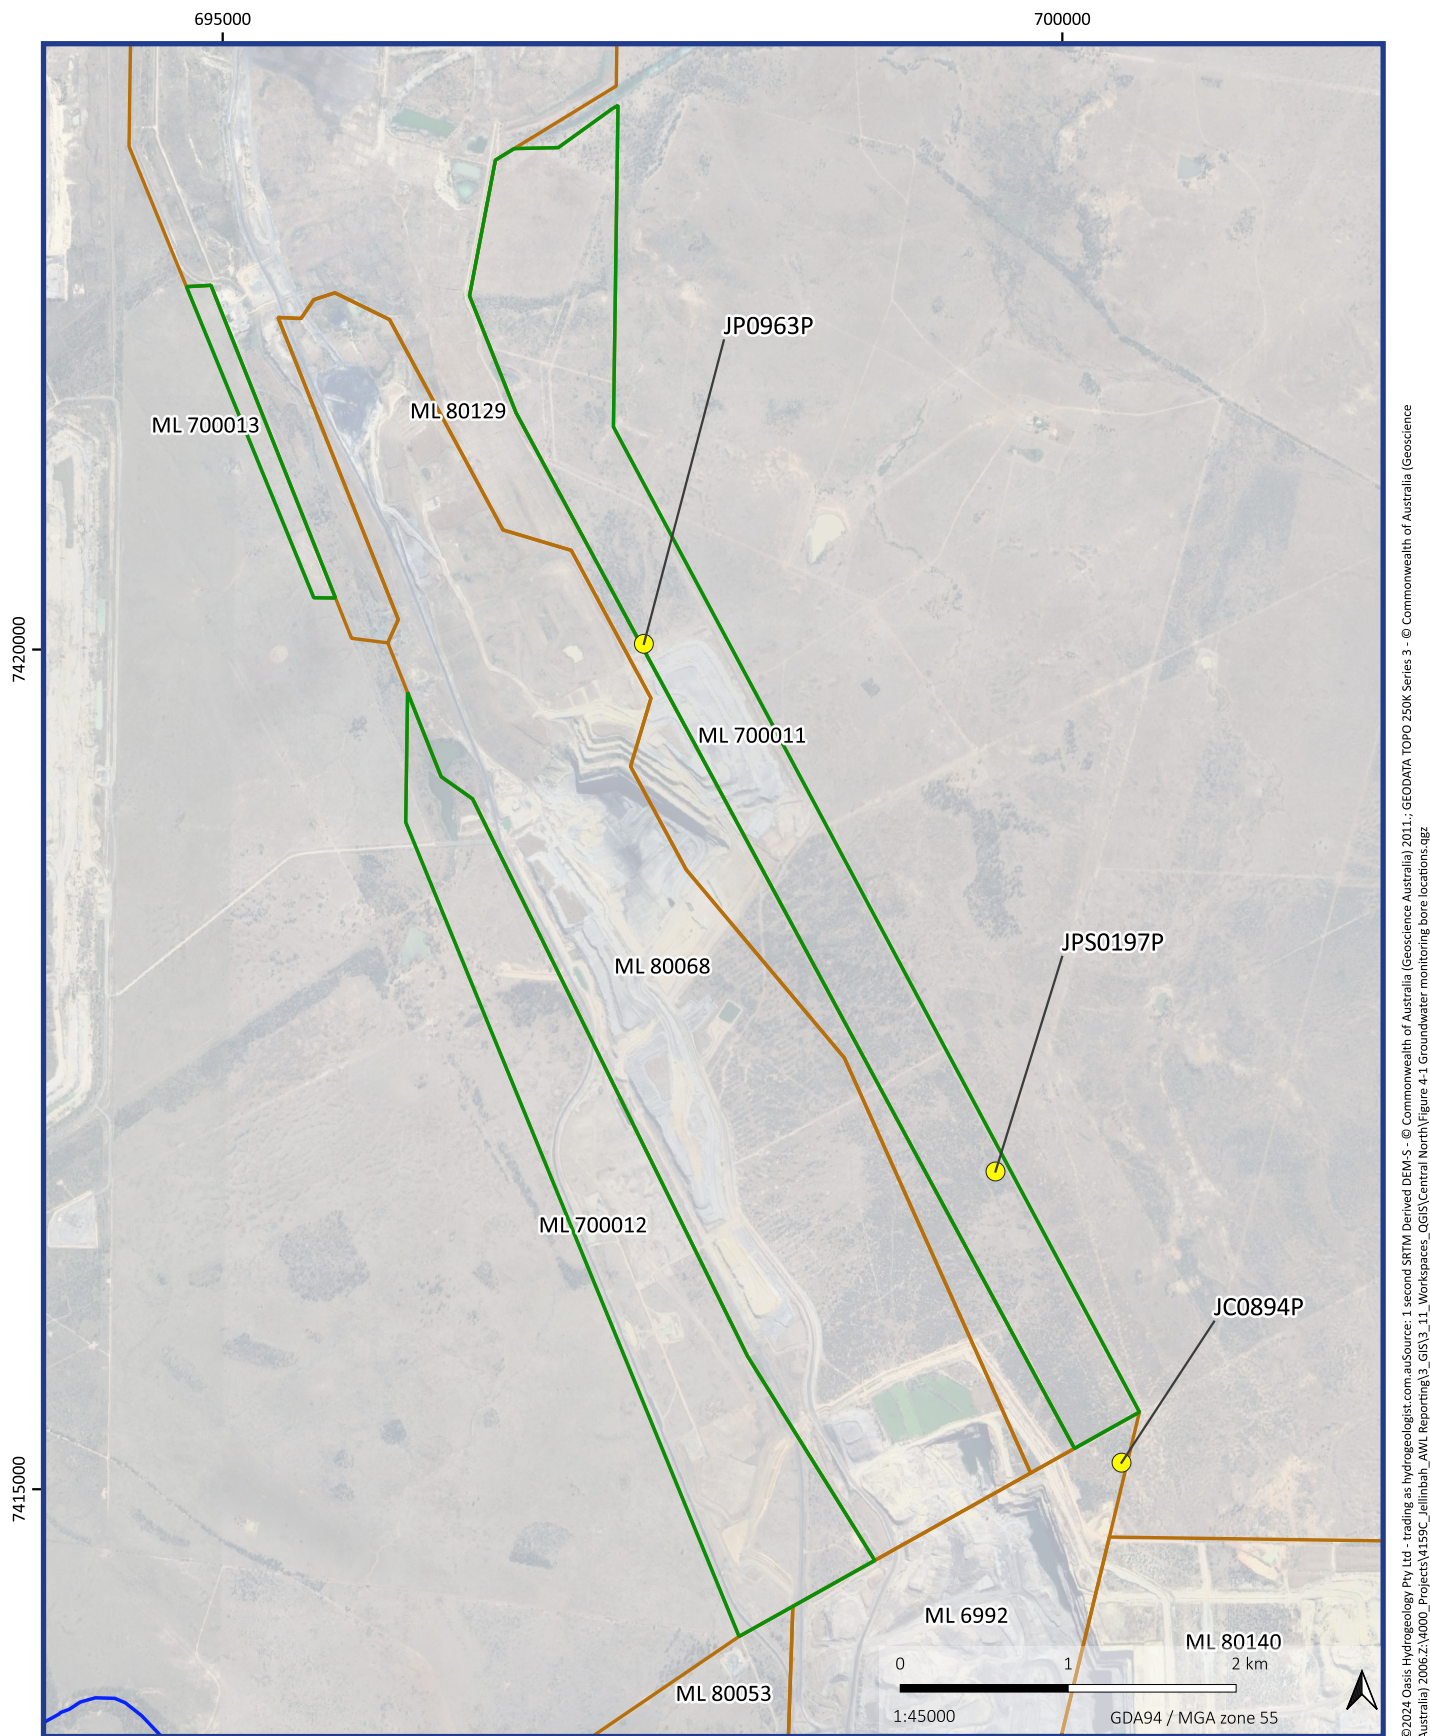 695000
700000
JP0963P
ML 700013
ML 80129
7420000
ML 700011
JPS0197P
ML 80068
ML 700012
JC0894P
7415000
ML 6992
ML 80140
ML 80053
0
1
2 km
1:45000
GDA94 / MGA zone 55
©2024 Oasis Hydrogeology Pty Ltd - trading as hydrogeologist.com.auSource: 1 second SRTM Derived DEM-S - © Commonwealth of Australia (Geoscience Australia) 2011.; GEODATA TOPO 250K Series 3 - © Commonwealth of Australia (Geoscience
Australia) 2006.Z:\4000_Projects\4159C_Jellinbah_AWL Reporting\3_GIS\3_11_Workspaces_QGIS\Central North\Figure 4-1 Groundwater monitoring bore locations.qgz